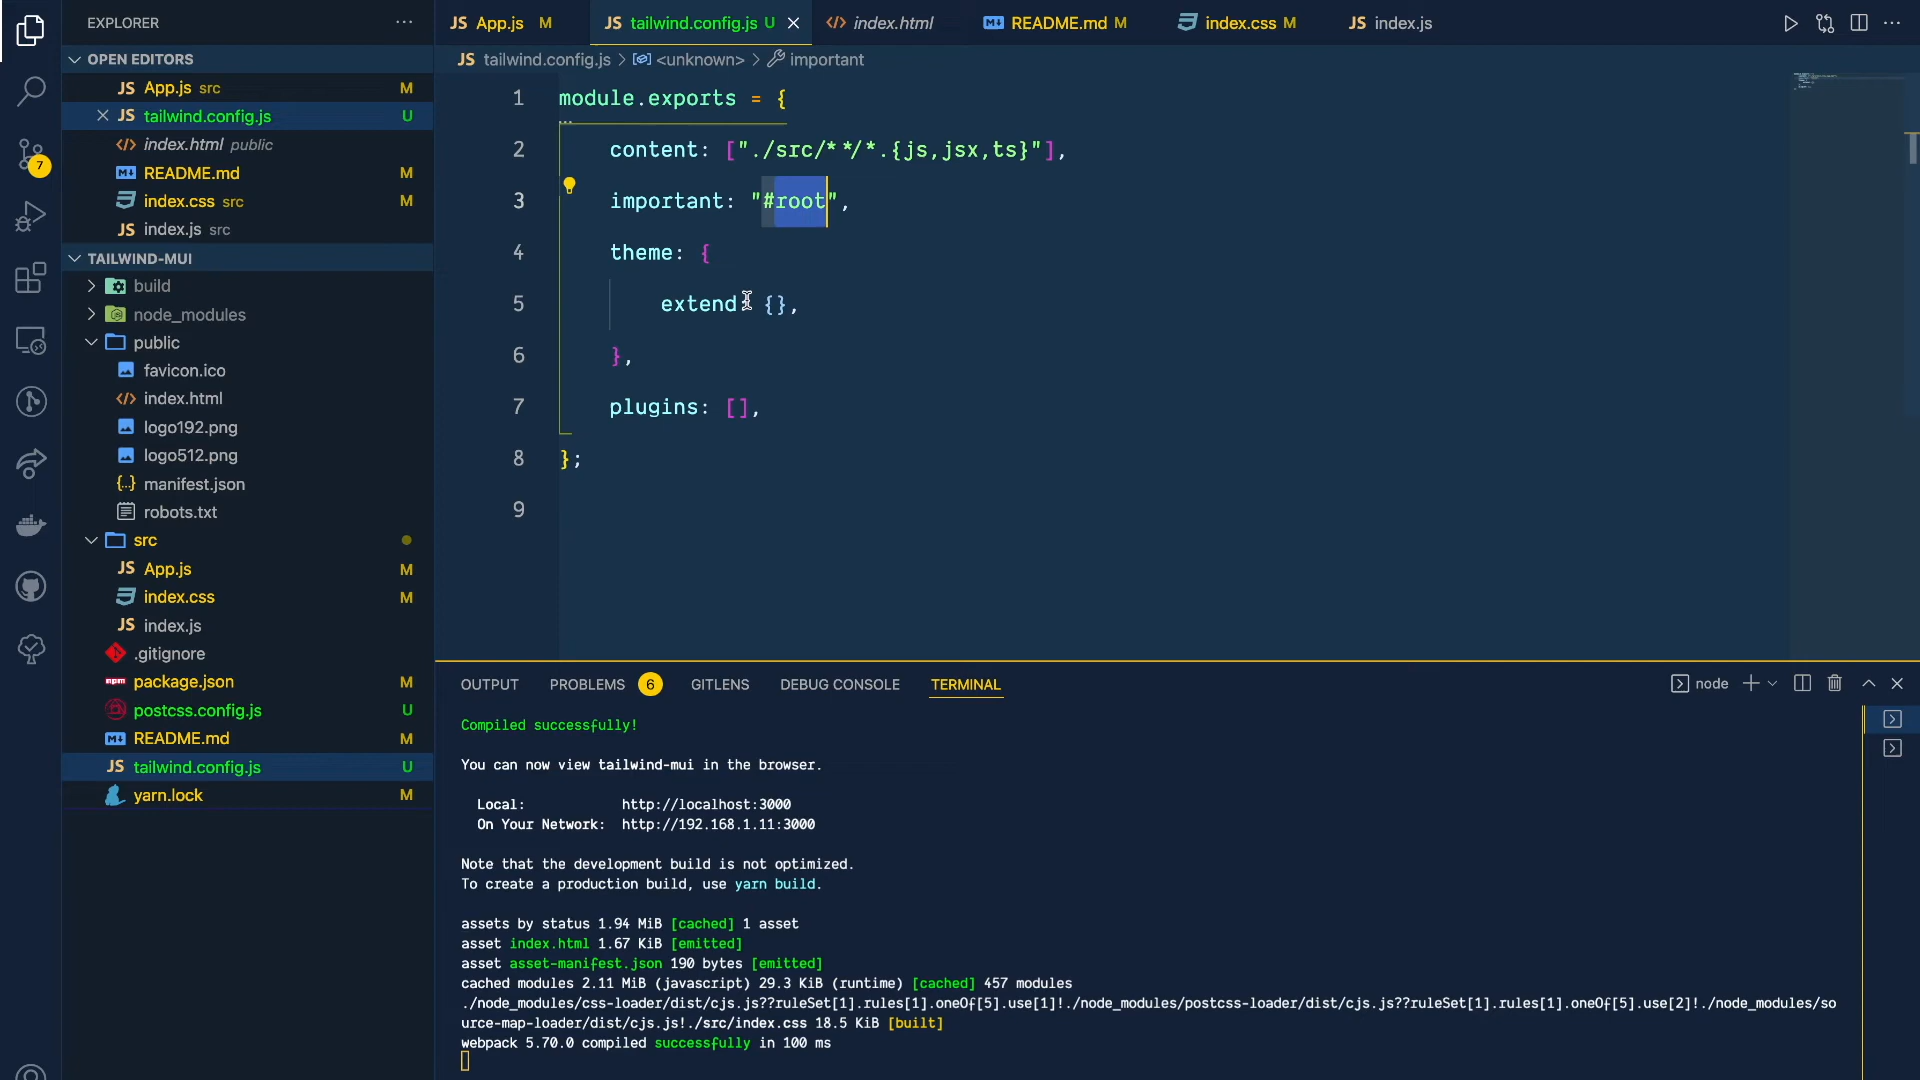 EXPLORER
OPEN EDITORS
JS App.js src M
JS tailwind.config.js U
index.html public
README.md M
index.css src M
JS index.js src
7
TAILWIND-MUI
build
node_modules
public
favicon.ico
index.html
logo192.png
logo512.png
manifest.json
robots.txt
src
JS App.js M
index.css M
JS index.js
.gitignore
package.json M
postcss.config.js U
README.md M
JS tailwind.config.js U
yarn.lock M
JS App.js M JS tailwind.config.js U index.html README.md M index.css M JS index.js
JS tailwind.config.js > <unknown> > important
1 module.exports = {
2 content: ["./src/**/*.{js,jsx,ts}"],
3 important: "#root",
4 theme: {
5 extend: {},
6 },
7 plugins: [],
8 };
9
OUTPUT PROBLEMS 6 GITLENS DEBUG CONSOLE TERMINAL node
Compiled successfully!
You can now view tailwind-mui in the browser.
Local: http://localhost:3000
On Your Network: http://192.168.1.11:3000
Note that the development build is not optimized.
To create a production build, use yarn build.
assets by status 1.94 MiB [cached] 1 asset
asset index.html 1.67 KiB [emitted]
asset asset-manifest.json 190 bytes [emitted]
cached modules 2.11 MiB (javascript) 29.3 KiB (runtime) [cached] 457 modules
./node_modules/css-loader/dist/cjs.js??ruleSet[1].rules[1].oneOf[5].use[1]!./node_modules/postcss-loader/dist/cjs.js??ruleSet[1].rules[1].oneOf[5].use[2]!./node_modules/so
urce-map-loader/dist/cjs.js!./src/index.css 18.5 KiB [built]
webpack 5.70.0 compiled successfully in 100 ms